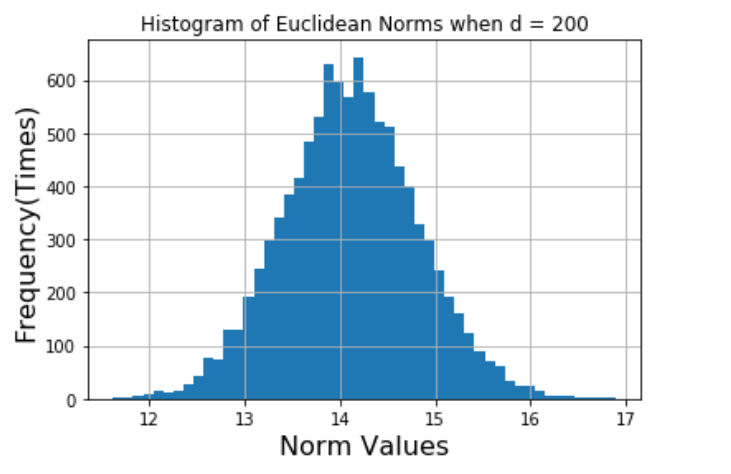 Histogram of Euclidean Norms when d = 200
Frequency(Times)
600
500
400
300
200
100
0
12 13 14 15 16 17
Norm Values